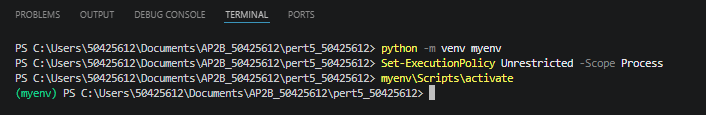 PROBLEMS OUTPUT DEBUG CONSOLE TERMINAL PORTS
PS C:\Users\50425612\Documents\AP2B_50425612\pert5_50425612> python -m venv myenv
PS C:\Users\50425612\Documents\AP2B_50425612\pert5_50425612> Set-ExecutionPolicy Unrestricted -Scope Process
PS C:\Users\50425612\Documents\AP2B_50425612\pert5_50425612> myenv\Scripts\activate
(myenv) PS C:\Users\50425612\Documents\AP2B_50425612\pert5_50425612>